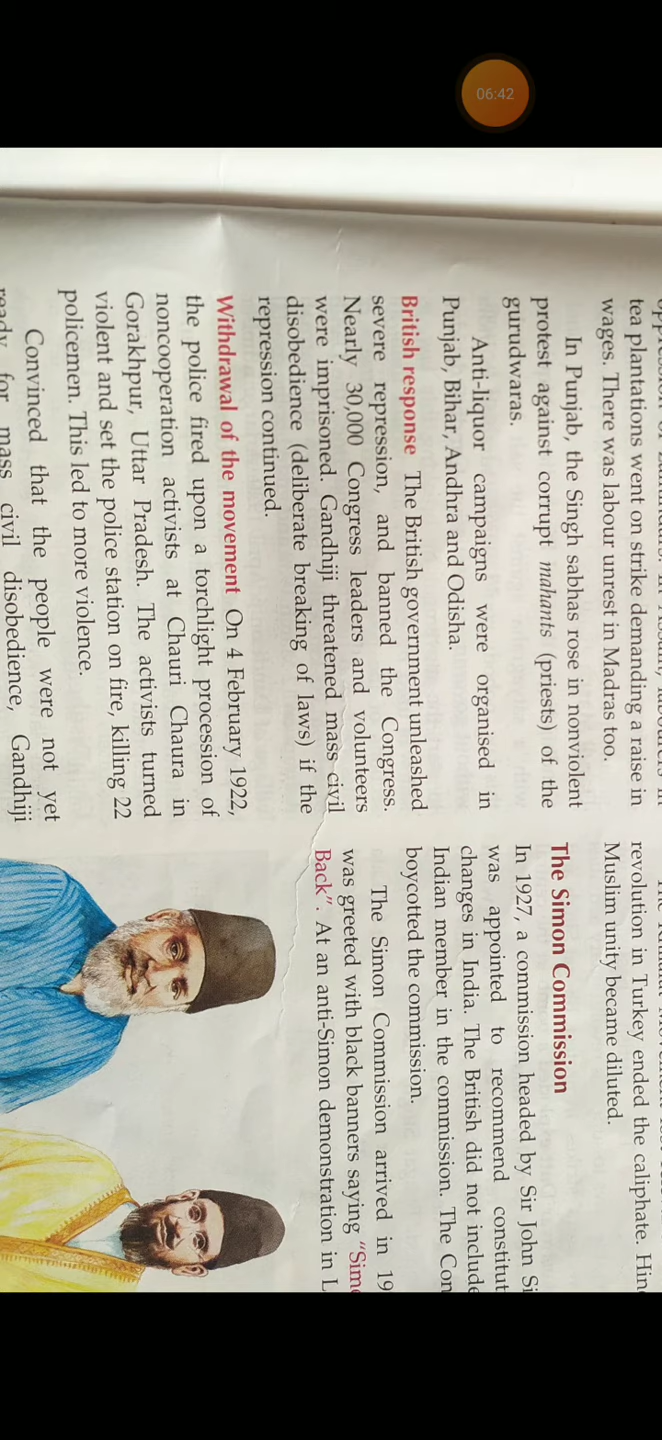 06:42
tea plantations went on strike demanding a raise in
wages. There was labour unrest in Madras too.
In Punjab, the Singh sabhas rose in nonviolent
protest against corrupt mahants (priests) of the
gurudwaras.
Anti-liquor campaigns were organised in
Punjab, Bihar, Andhra and Odisha.
British response The British government unleashed
severe repression, and banned the Congress.
Nearly 30,000 Congress leaders and volunteers
were imprisoned. Gandhiji threatened mass civil
disobedience (deliberate breaking of laws) if the
repression continued.
Withdrawal of the movement On 4 February 1922,
the police fired upon a torchlight procession of
noncooperation activists at Chauri Chaura in
Gorakhpur, Uttar Pradesh. The activists turned
violent and set the police station on fire, killing 22
policemen. This led to more violence.
Convinced that the people were not yet
ready for mass civil disobedience, Gandhiji
revolution in Turkey ended the caliphate. Hin
Muslim unity became diluted.
The Simon Commission
In 1927, a commission headed by Sir John Si
was appointed to recommend constitut
changes in India. The British did not include
Indian member in the commission. The Con
boycotted the commission.
The Simon Commission arrived in 19
was greeted with black banners saying "Simo
Back". At an anti-Simon demonstration in L